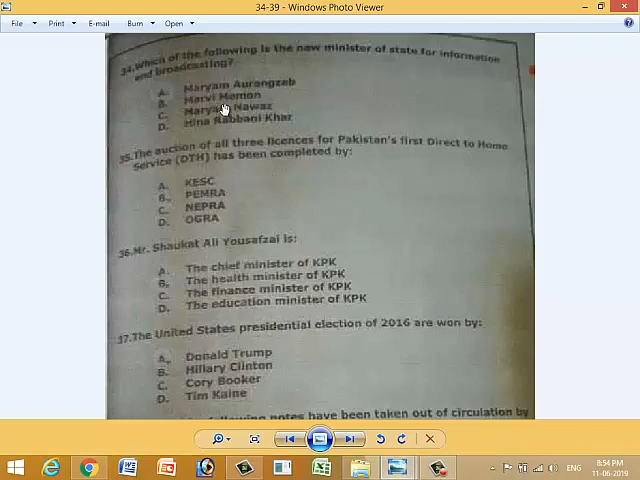 34-39 - Windows Photo Viewer
File Print E-mail Burn Open
34.Which of the following is the new minister of state for information
and broadcasting?
A. Maryam Aurangzeb
B. Marvi Memon
C. Maryam Nawaz
D. Hina Rabbani Khar
35.The auction of all three licences for Pakistan's first Direct to Home
Service (DTH) has been completed by:
A. KESC
B. PEMRA
C. NEPRA
D. OGRA
36.Mr. Shaukat Ali Yousafzai is:
A. The chief minister of KPK
B. The health minister of KPK
C. The finance minister of KPK
D. The education minister of KPK
37.The United States presidential election of 2016 are won by:
A. Donald Trump
B. Hillary Clinton
C. Cory Booker
D. Tim Kaine
following notes have been taken out of circulation by
ENG
8:54 PM
11-06-2019